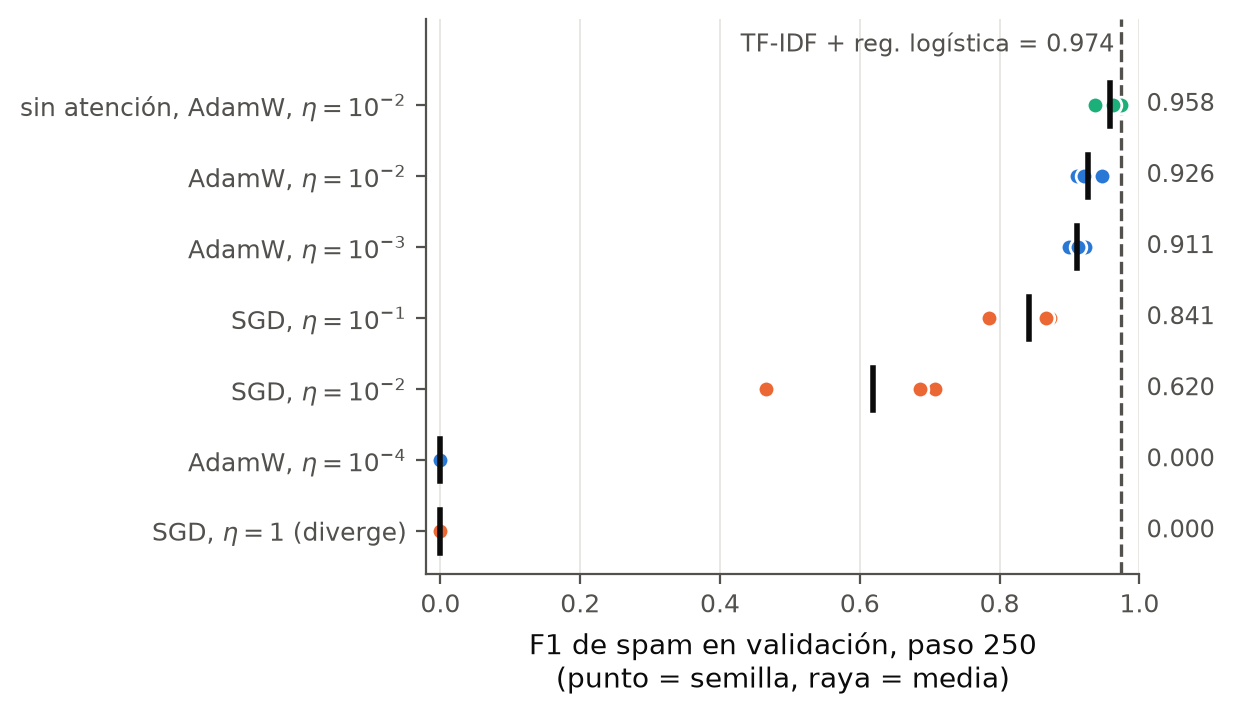 TF-IDF + reg. logística = 0.974
sin atención, AdamW, η = 10⁻² 0.958
AdamW, η = 10⁻² 0.926
AdamW, η = 10⁻³ 0.911
SGD, η = 10⁻¹ 0.841
SGD, η = 10⁻² 0.620
AdamW, η = 10⁻⁴ 0.000
SGD, η = 1 (diverge) 0.000
0.0 0.2 0.4 0.6 0.8 1.0
F1 de spam en validación, paso 250
(punto = semilla, raya = media)